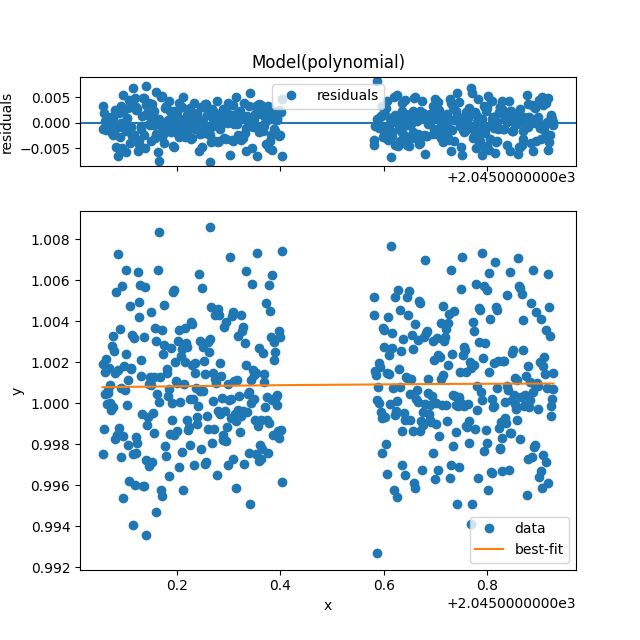 Model(polynomial)
residuals
0.005
0.000
−0.005
residuals
+2.0450000000e3
y
1.008
1.006
1.004
1.002
1.000
0.998
0.996
0.994
0.992
data
best-fit
0.2 0.4 0.6 0.8
x
+2.0450000000e3